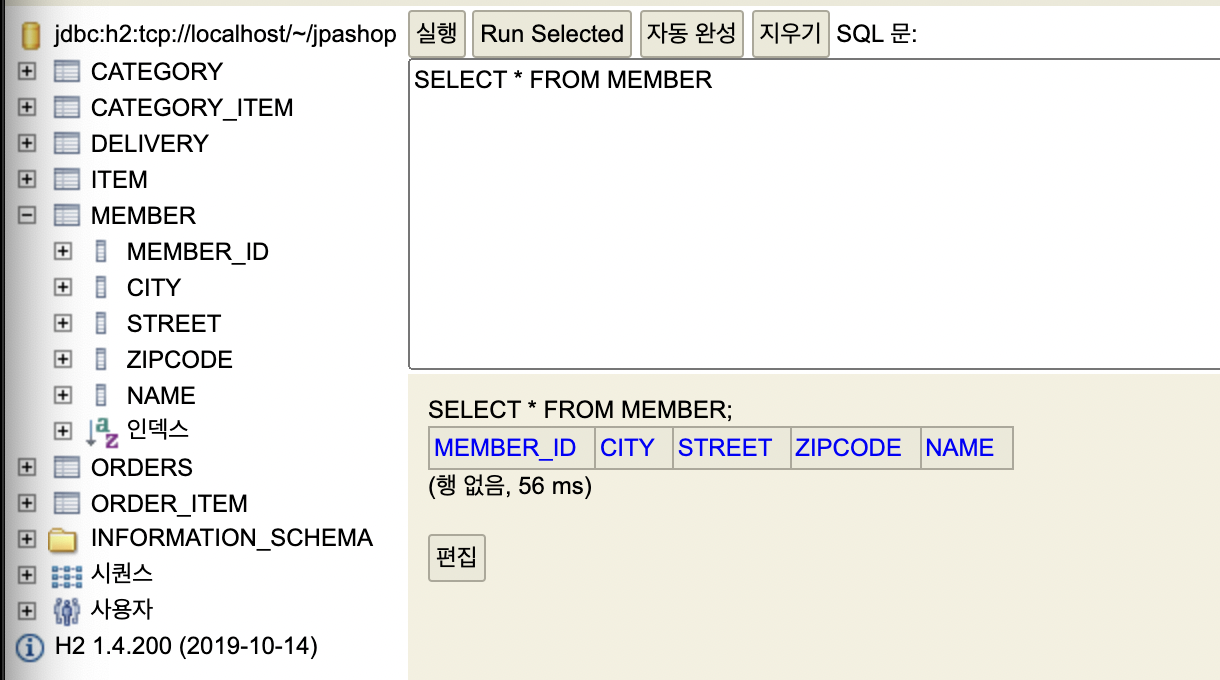 jdbc:h2:tcp://localhost/~/jpashop
CATEGORY
CATEGORY_ITEM
DELIVERY
ITEM
MEMBER
MEMBER_ID
CITY
STREET
ZIPCODE
NAME
인덱스
ORDERS
ORDER_ITEM
INFORMATION_SCHEMA
시퀀스
사용자
H2 1.4.200 (2019-10-14)
실행 Run Selected 자동 완성 지우기 SQL 문:
SELECT * FROM MEMBER
SELECT * FROM MEMBER;
MEMBER_ID CITY STREET ZIPCODE NAME
(행 없음, 56 ms)
편집